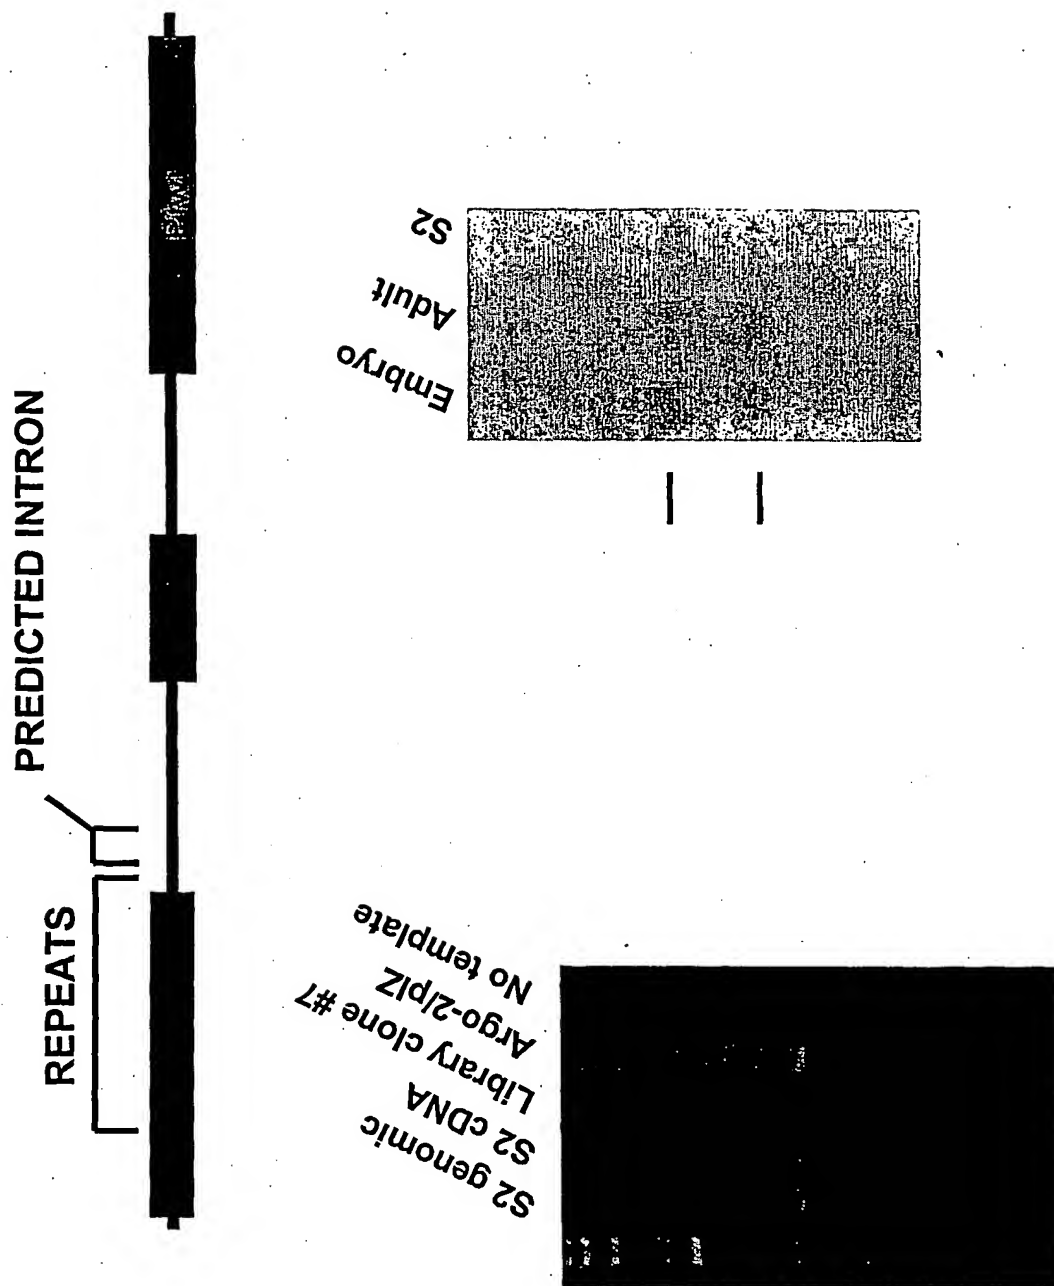 REPEATS
PREDICTED INTRON
S2 genomic
S2 cDNA
Library clone #7
Argo-2/pIZ
No template
Embryo
Adult
S2